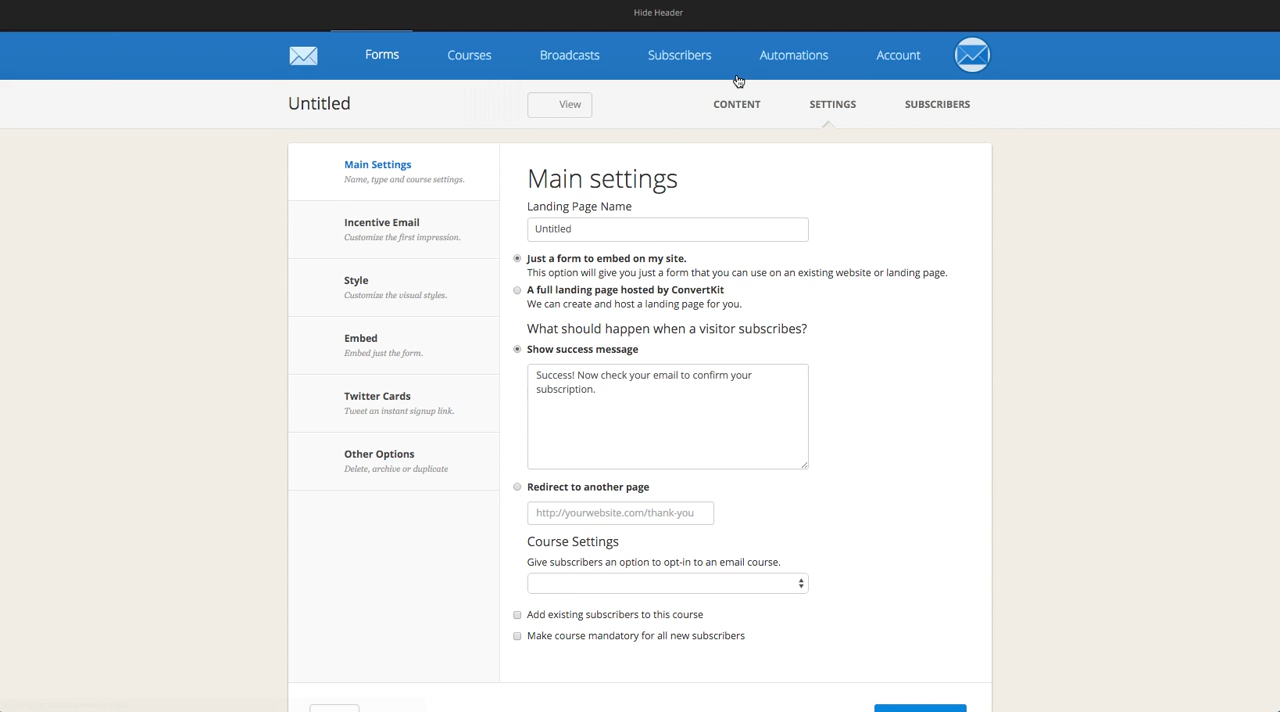 Hide Header
Forms
Courses
Broadcasts
Subscribers
Automations
Account
Untitled
View
CONTENT
SETTINGS
SUBSCRIBERS
Main Settings
Name, type and course settings.
Incentive Email
Customize the first impression.
Style
Customize the visual styles.
Embed
Embed just the form.
Twitter Cards
Tweet an instant signup link.
Other Options
Delete, archive or duplicate
Main settings
Landing Page Name
Untitled
Just a form to embed on my site.
This option will give you just a form that you can use on an existing website or landing page.
A full landing page hosted by ConvertKit
We can create and host a landing page for you.
What should happen when a visitor subscribes?
Show success message
Success! Now check your email to confirm your
subscription.
Redirect to another page
http://yourwebsite.com/thank-you
Course Settings
Give subscribers an option to opt-in to an email course.
Add existing subscribers to this course
Make course mandatory for all new subscribers